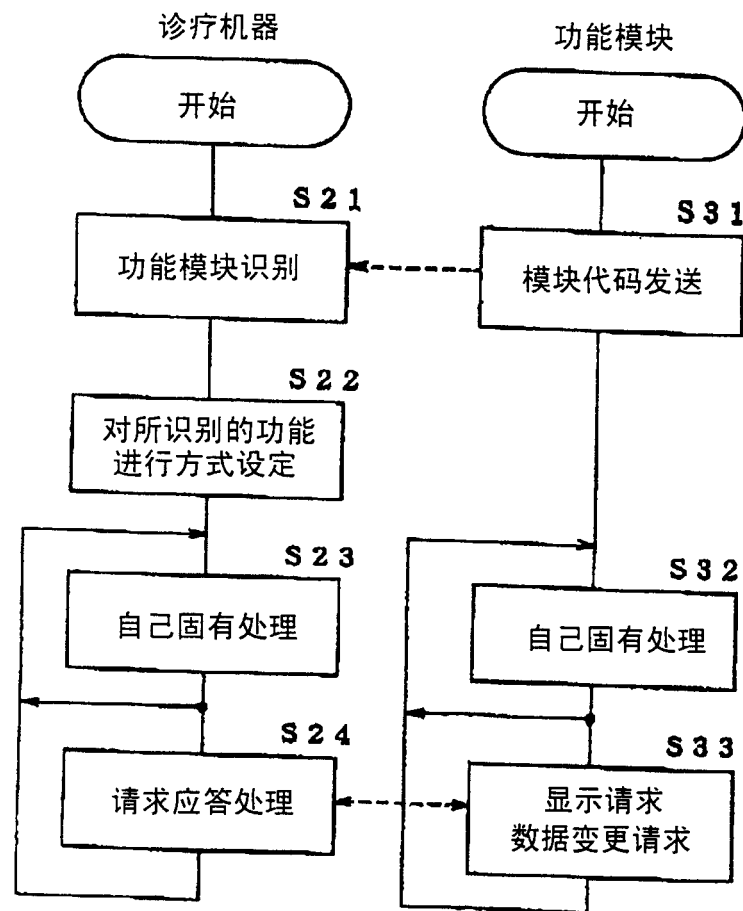 诊疗机器
开始
S21
功能模块识别
S22
对所识别的功能
进行方式设定
S23
自己固有处理
S24
请求应答处理
功能模块
开始
S31
模块代码发送
S32
自己固有处理
S33
显示请求
数据变更请求